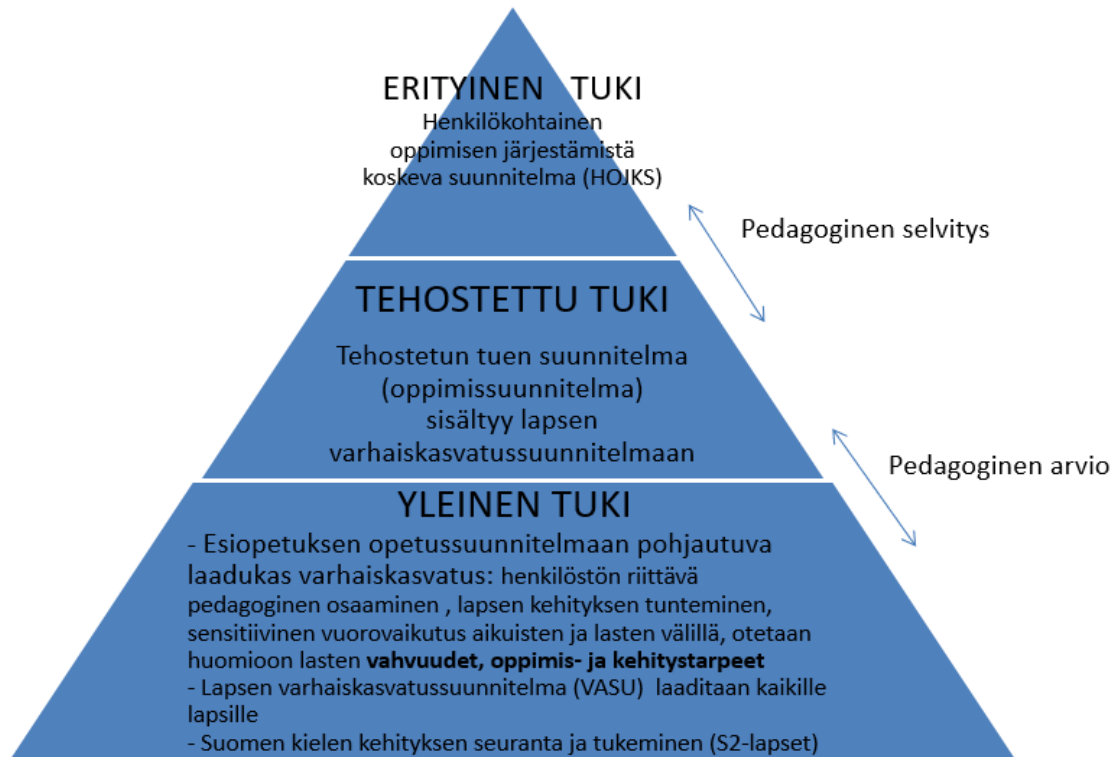 ERITYINEN TUKI
Henkilökohtainen
oppimisen järjestämistä
koskeva suunnitelma (HOJKS)
Pedagoginen selvitys
TEHOSTETTU TUKI
Tehostetun tuen suunnitelma
(oppimissuunnitelma)
sisältyy lapsen
varhaiskasvatussuunnitelmaan
Pedagoginen arvio
YLEINEN TUKI
- Esiopetuksen opetussuunnitelmaan pohjautuva
laadukas varhaiskasvatus: henkilöstön riittävä
pedagoginen osaaminen , lapsen kehityksen tunteminen,
sensitiivinen vuorovaikutus aikuisten ja lasten välillä, otetaan
huomioon lasten vahvuudet, oppimis- ja kehitystarpeet
- Lapsen varhaiskasvatussuunnitelma (VASU) laaditaan kaikille
lapsille
- Suomen kielen kehityksen seuranta ja tukeminen (S2-lapset)